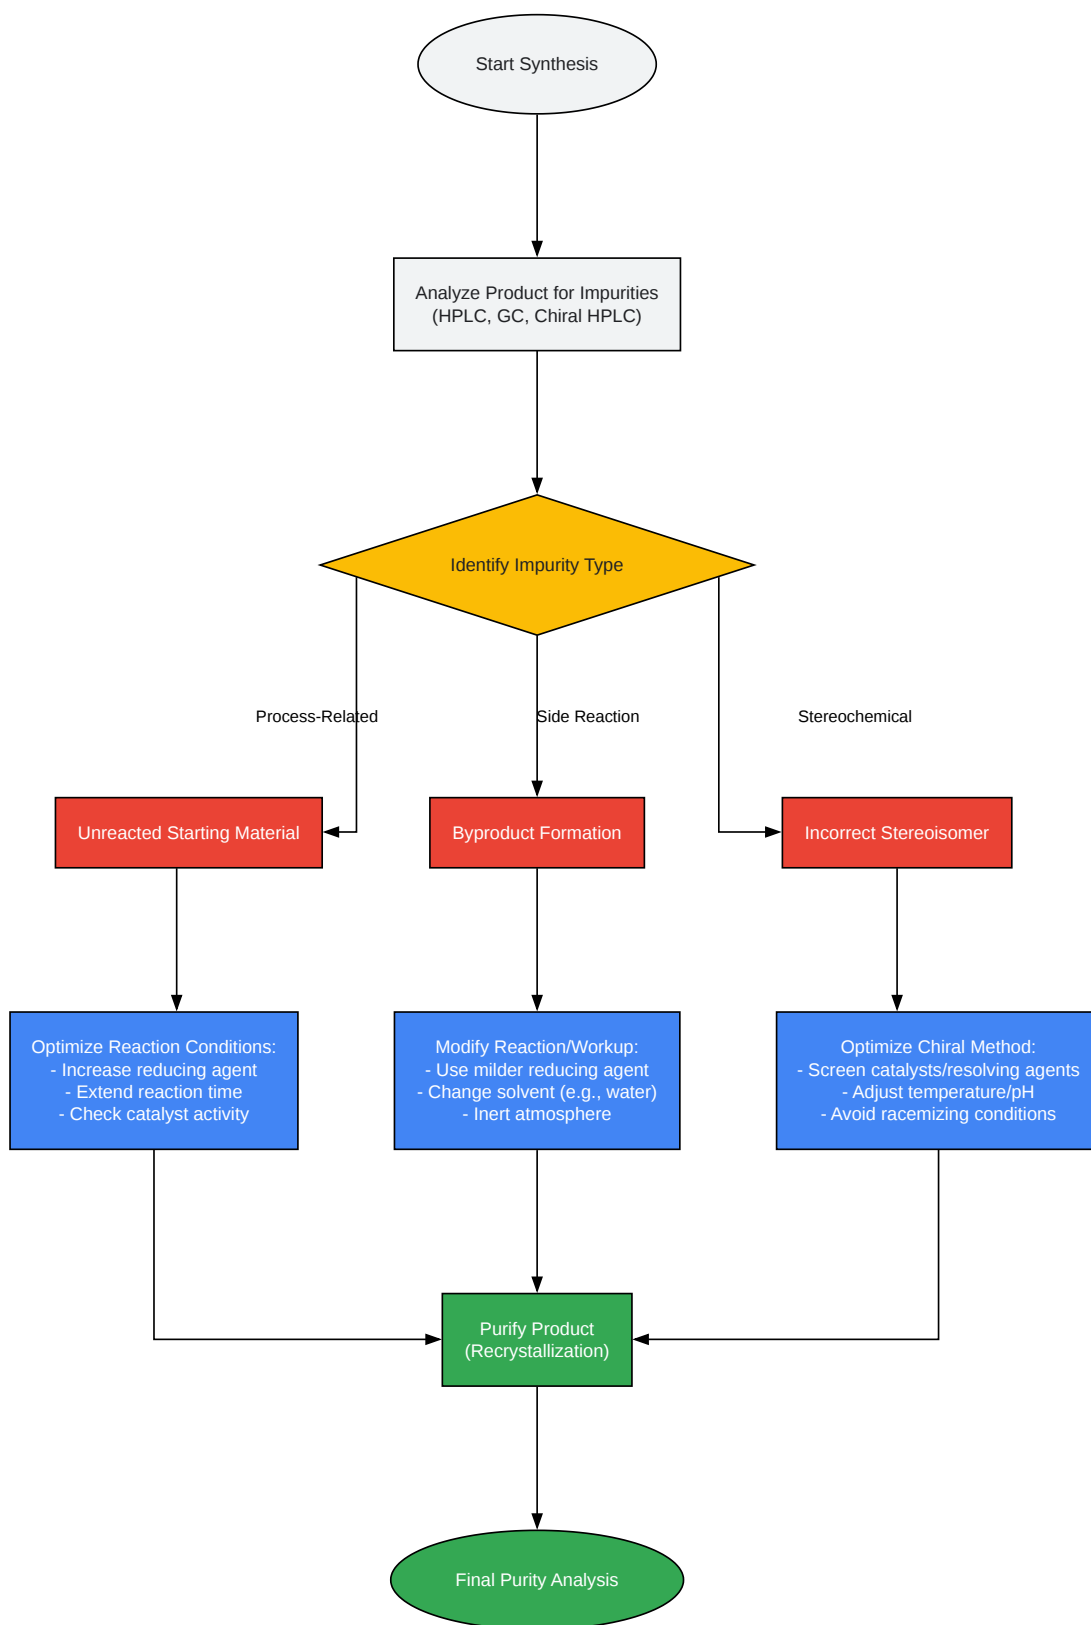 Start Synthesis
Analyze Product for Impurities
(HPLC, GC, Chiral HPLC)
Identify Impurity Type
Process-Related
Side Reaction
Stereochemical
Unreacted Starting Material
Byproduct Formation
Incorrect Stereoisomer
Optimize Reaction Conditions:
- Increase reducing agent
- Extend reaction time
- Check catalyst activity
Modify Reaction/Workup:
- Use milder reducing agent
- Change solvent (e.g., water)
- Inert atmosphere
Optimize Chiral Method:
- Screen catalysts/resolving agents
- Adjust temperature/pH
- Avoid racemizing conditions
Purify Product
(Recrystallization)
Final Purity Analysis